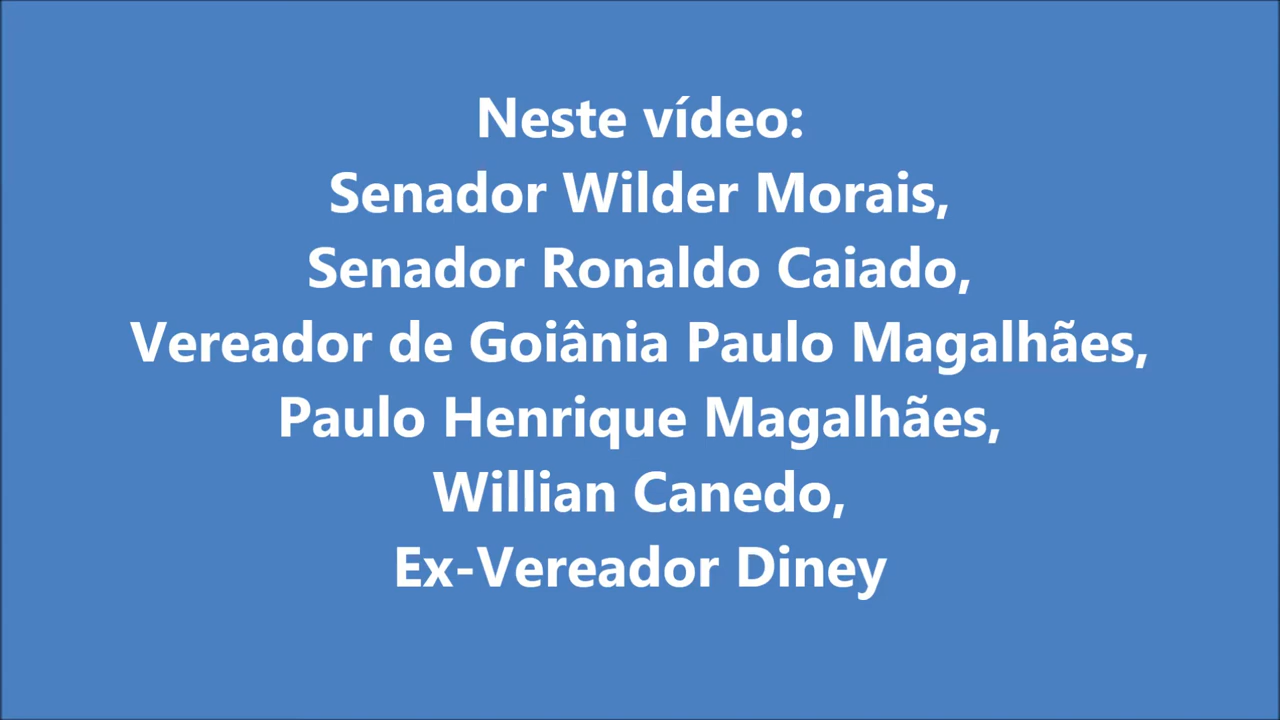 Neste vídeo:
Senador Wilder Morais,
Senador Ronaldo Caiado,
Vereador de Goiânia Paulo Magalhães,
Paulo Henrique Magalhães,
Willian Canedo,
Ex-Vereador Diney